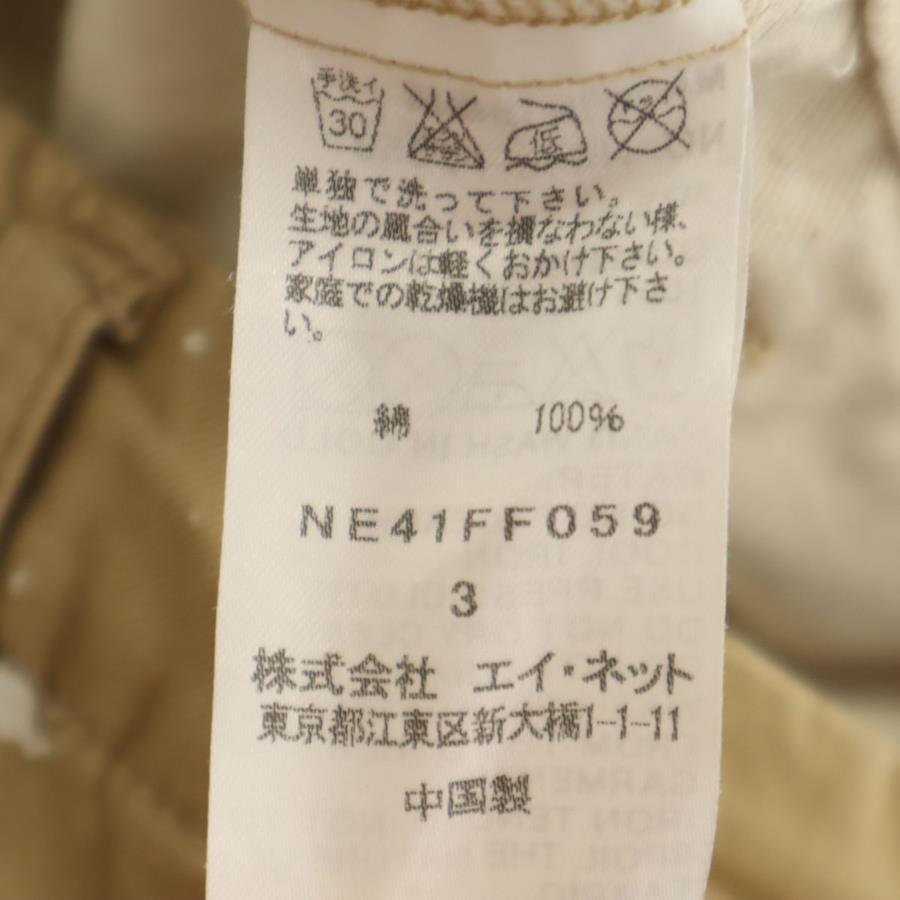 手洗イ
30
低
単独で洗って下さい。
生地の風合いを損なわない様、
アイロンは軽くおかけ下さい。
家庭での乾燥機はお避け下さ
い。
綿 100%
NE41FF059
3
株式会社 エイ・ネット
東京都江東区新大橋1-1-11
中国製